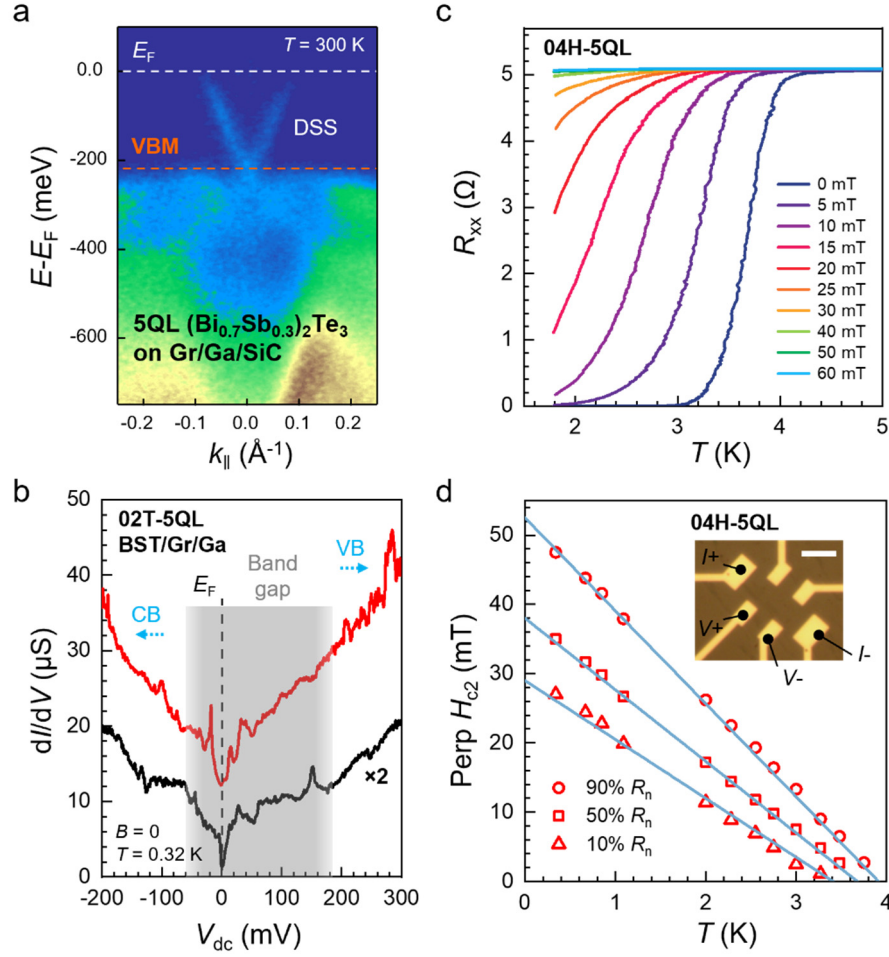 a
E_F
T = 300 K
0.0
DSS
VBM
-200
-400
-600
E-E_F (meV)
5QL (Bi₀.₇Sb₀.₃)₂Te₃
on Gr/Ga/SiC
-0.2 -0.1 0.0 0.1 0.2
k_∥ (Å⁻¹)
b
50
40
30
20
10
0
dI/dV (µS)
02T-5QL
BST/Gr/Ga
VB
E_F
Band
gap
CB
×2
B = 0
T = 0.32 K
-200 -100 0 100 200 300
V_dc (mV)
c
04H-5QL
6
5
4
3
2
1
0
R_xx (Ω)
0 mT
5 mT
10 mT
15 mT
20 mT
25 mT
30 mT
40 mT
50 mT
60 mT
2 3 4 5
T (K)
d
04H-5QL
60
50
40
30
20
10
0
Perp H_c2 (mT)
I+
V+
V-
I-
90% R_n
50% R_n
10% R_n
0 1 2 3 4
T (K)